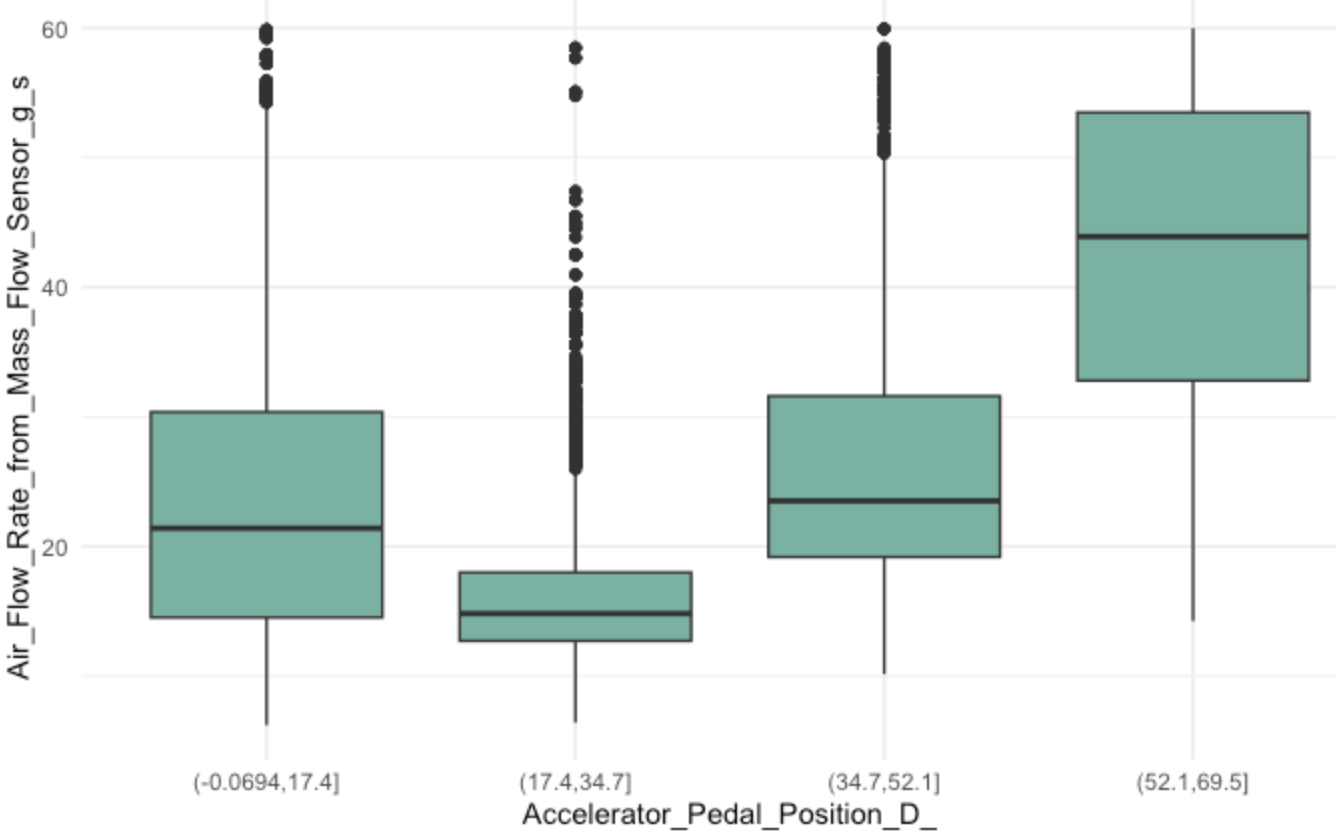 Air_Flow_Rate_from_Mass_Flow_Sensor_g_s
60
40
20
(-0.0694,17.4] (17.4,34.7] (34.7,52.1] (52.1,69.5]
Accelerator_Pedal_Position_D_